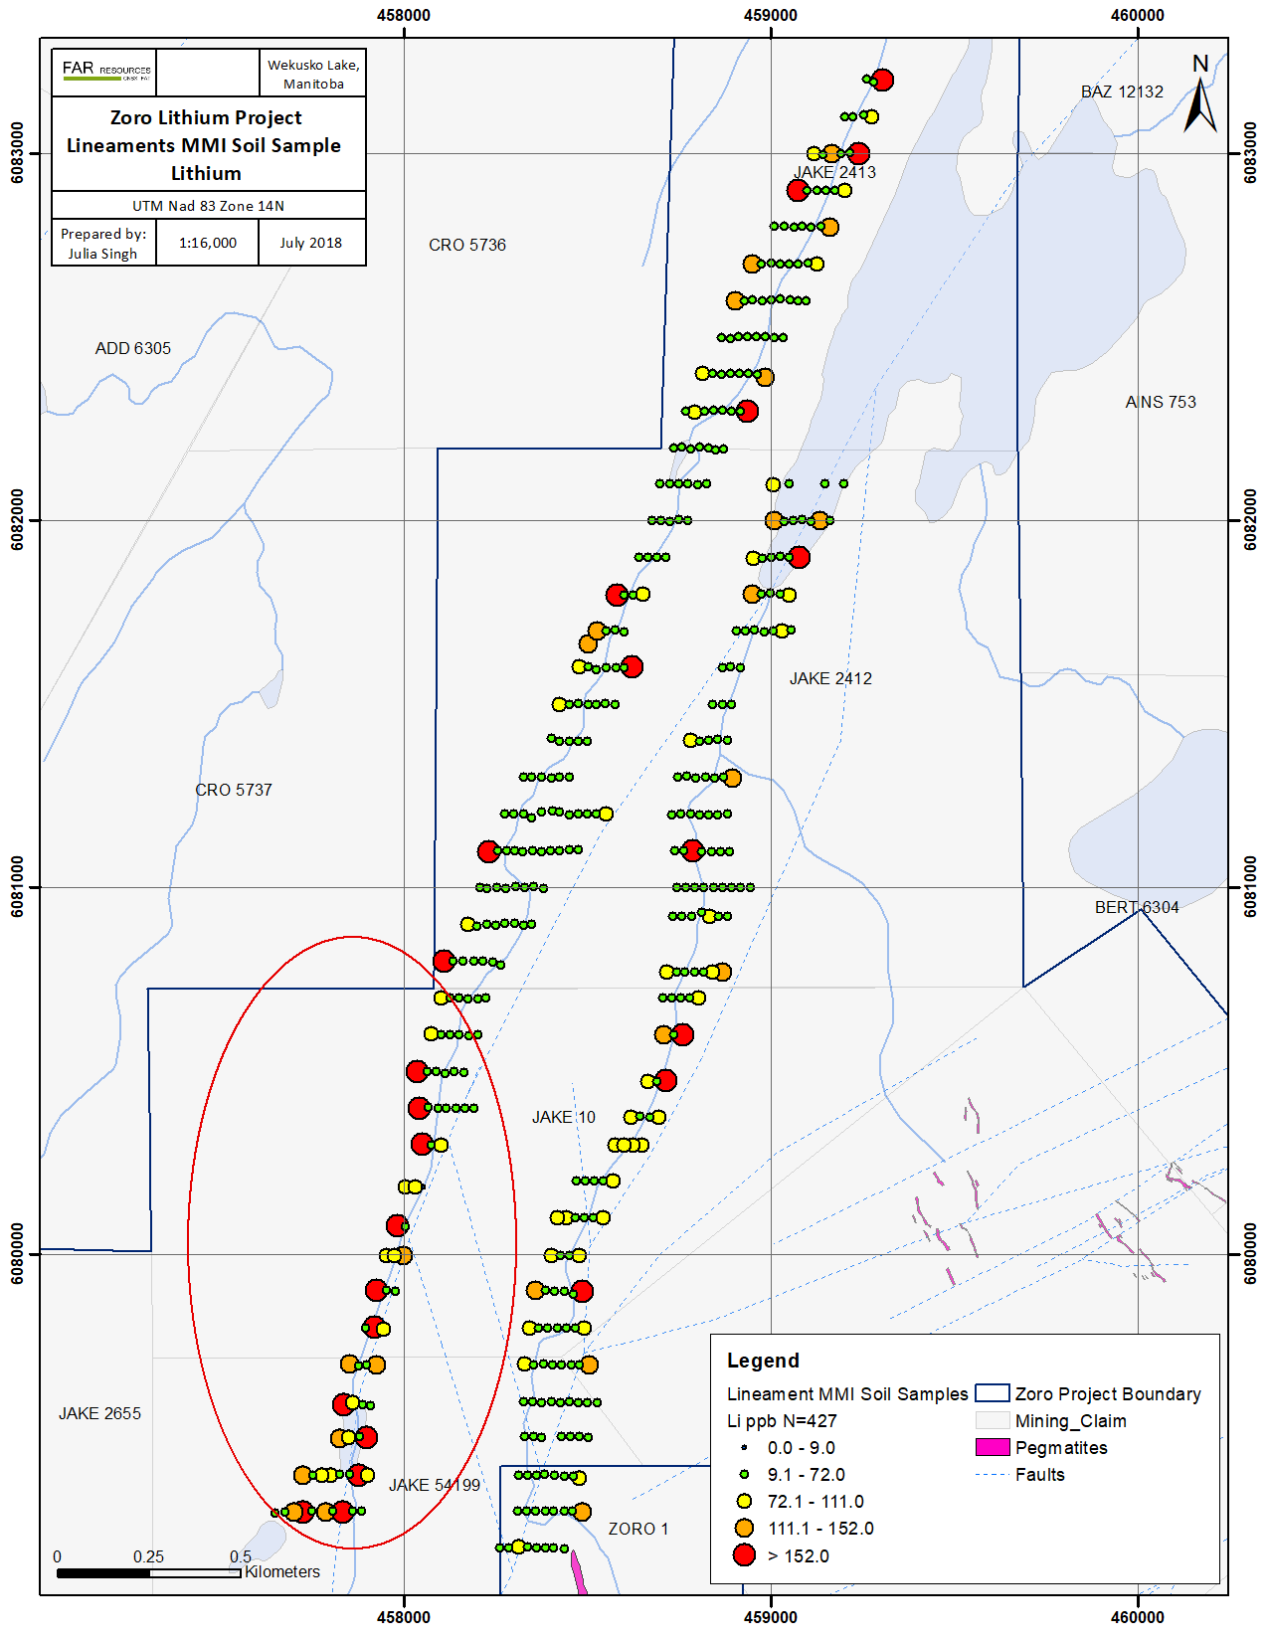 458000
459000
460000
FAR RESOURCES
Wekusko Lake,
Manitoba
Zoro Lithium Project
Lineaments MMI Soil Sample
Lithium
UTM Nad 83 Zone 14N
Prepared by:
Julia Singh
1:16,000
July 2018
N
BAZ 12132
6083000
6083000
JAKE 2413
CRO 5736
ADD 6305
AINS 753
6082000
6082000
JAKE 2412
CRO 5737
6081000
6081000
BERT 6304
JAKE 10
6080000
6080000
JAKE 2655
JAKE 54199
ZORO 1
Legend
Lineament MMI Soil Samples
Li ppb N=427
0.0 - 9.0
9.1 - 72.0
72.1 - 111.0
111.1 - 152.0
> 152.0
Zoro Project Boundary
Mining_Claim
Pegmatites
Faults
0 0.25 0.5
Kilometers
458000
459000
460000